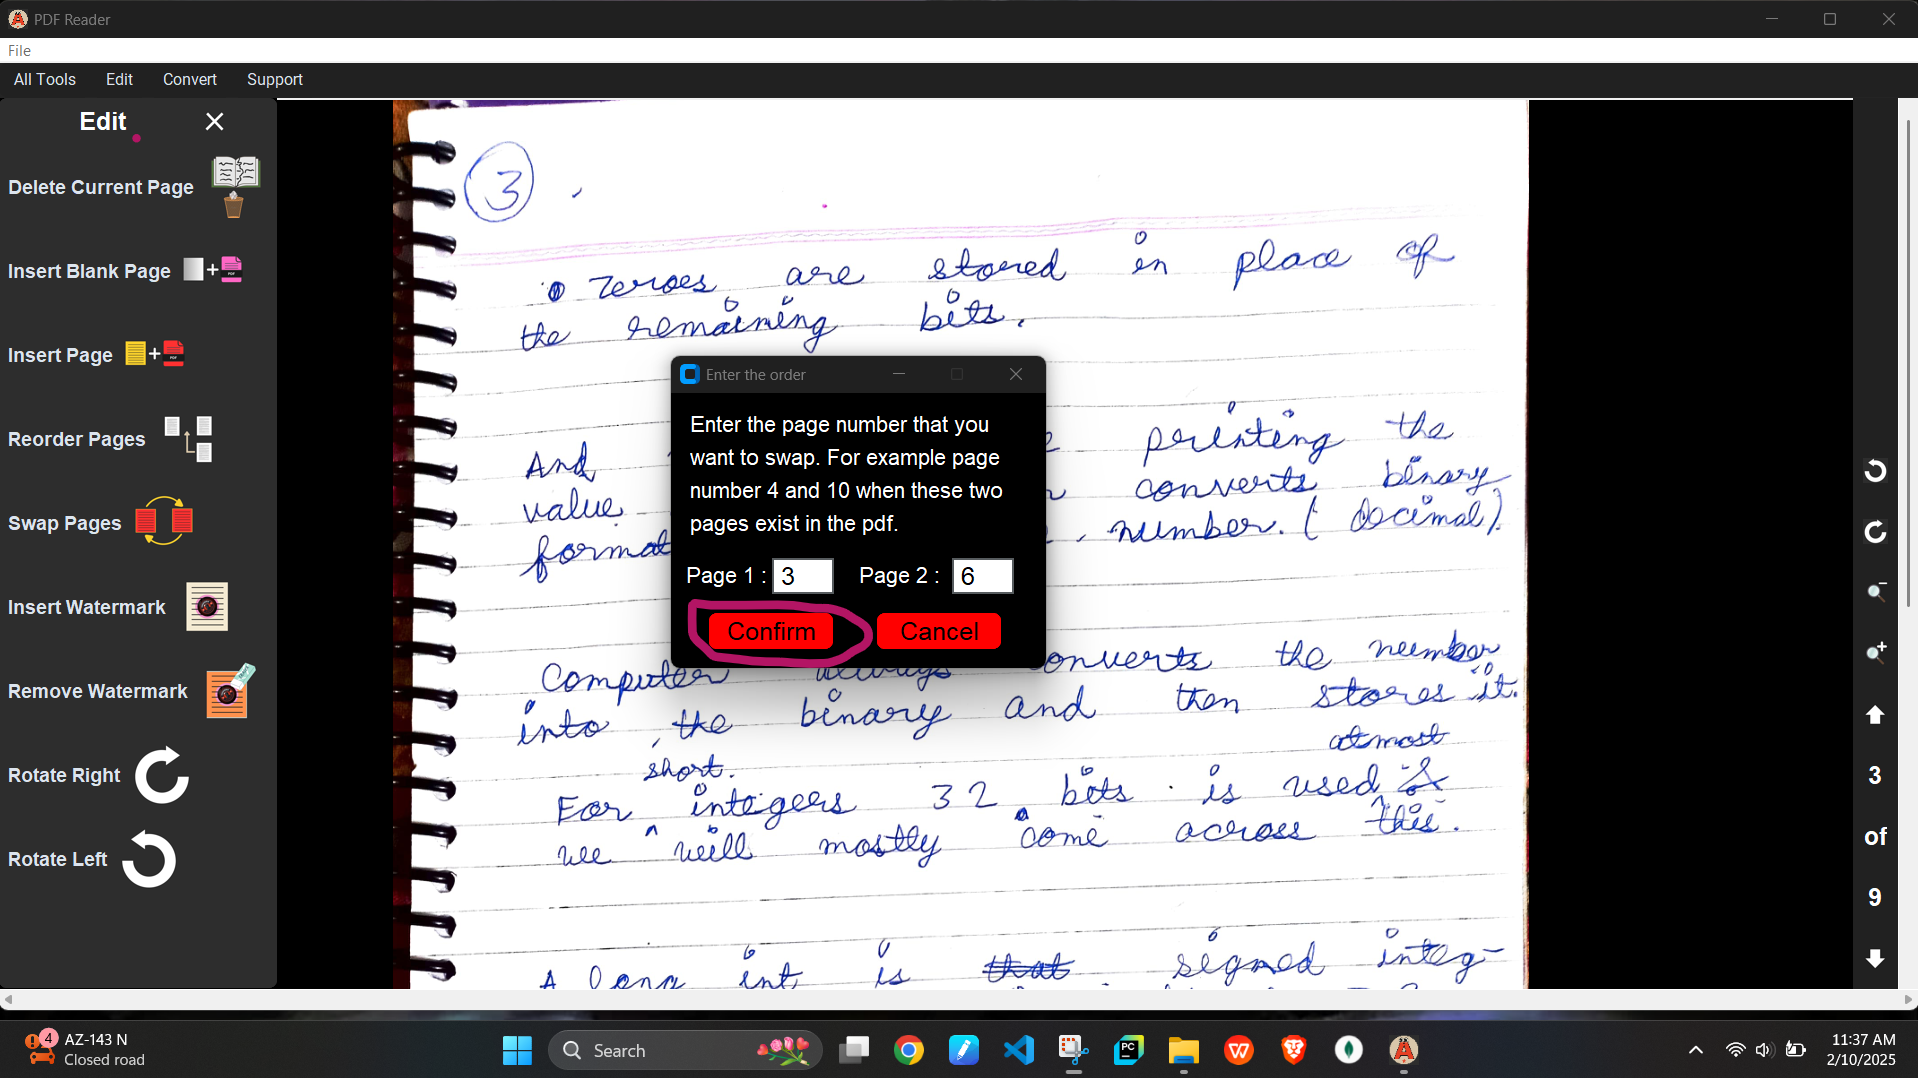 PDF Reader
File
All Tools Edit Convert Support
Edit
Delete Current Page
Insert Blank Page
Insert Page
Reorder Pages
Swap Pages
Insert Watermark
Remove Watermark
Rotate Right
Rotate Left
3
zeroes are stored in place of
the remaining bits.
And printing the
value converts binary
format number. (decimal).
Enter the order
Enter the page number that you
want to swap. For example page
number 4 and 10 when these two
pages exist in the pdf.
Page 1 : 3 Page 2 : 6
Confirm Cancel
Computer always converts the number
into the binary and then stores it.
short. atmost
For integers 32 bits is used &
we will mostly come across this.
A long int is that signed integ-
3
of
9
4
AZ-143 N
Closed road
Search
PC
W
11:37 AM
2/10/2025